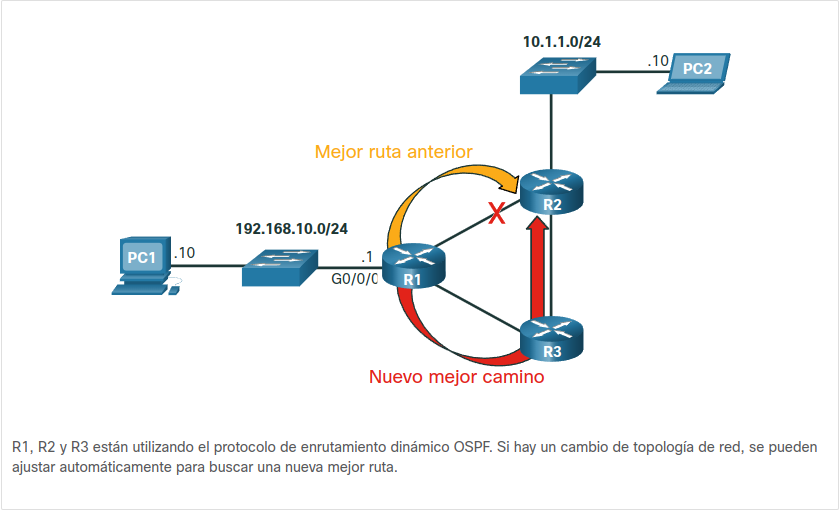 10.1.1.0/24
.10
PC2
Mejor ruta anterior
R2
X
192.168.10.0/24
PC1
.10
.1
G0/0/0
R1
R3
Nuevo mejor camino
R1, R2 y R3 están utilizando el protocolo de enrutamiento dinámico OSPF. Si hay un cambio de topología de red, se pueden
ajustar automáticamente para buscar una nueva mejor ruta.